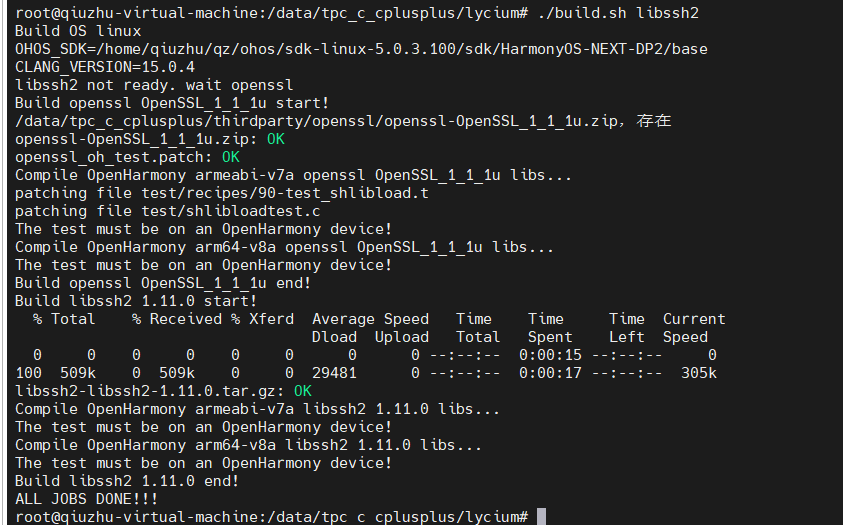 root@qiuzhu-virtual-machine:/data/tpc_c_cplusplus/lycium# ./build.sh libssh2
Build OS linux
OHOS_SDK=/home/qiuzhu/qz/ohos/sdk-linux-5.0.3.100/sdk/HarmonyOS-NEXT-DP2/base
CLANG_VERSION=15.0.4
libssh2 not ready. wait openssl
Build openssl OpenSSL_1_1_1u start!
/data/tpc_c_cplusplus/thirdparty/openssl/openssl-OpenSSL_1_1_1u.zip，存在
openssl-OpenSSL_1_1_1u.zip: OK
openssl_oh_test.patch: OK
Compile OpenHarmony armeabi-v7a openssl OpenSSL_1_1_1u libs...
patching file test/recipes/90-test_shlibload.t
patching file test/shlibloadtest.c
The test must be on an OpenHarmony device!
Compile OpenHarmony arm64-v8a openssl OpenSSL_1_1_1u libs...
The test must be on an OpenHarmony device!
Build openssl OpenSSL_1_1_1u end!
Build libssh2 1.11.0 start!
  % Total    % Received % Xferd  Average Speed   Time    Time     Time  Current
                                 Dload  Upload   Total   Spent    Left  Speed
  0     0    0     0    0     0      0      0 --:--:--  0:00:15 --:--:--     0
100  509k    0  509k    0     0  29481      0 --:--:--  0:00:17 --:--:--  305k
libssh2-libssh2-1.11.0.tar.gz: OK
Compile OpenHarmony armeabi-v7a libssh2 1.11.0 libs...
The test must be on an OpenHarmony device!
Compile OpenHarmony arm64-v8a libssh2 1.11.0 libs...
The test must be on an OpenHarmony device!
Build libssh2 1.11.0 end!
ALL JOBS DONE!!!
root@qiuzhu-virtual-machine:/data/tpc_c_cplusplus/lycium#